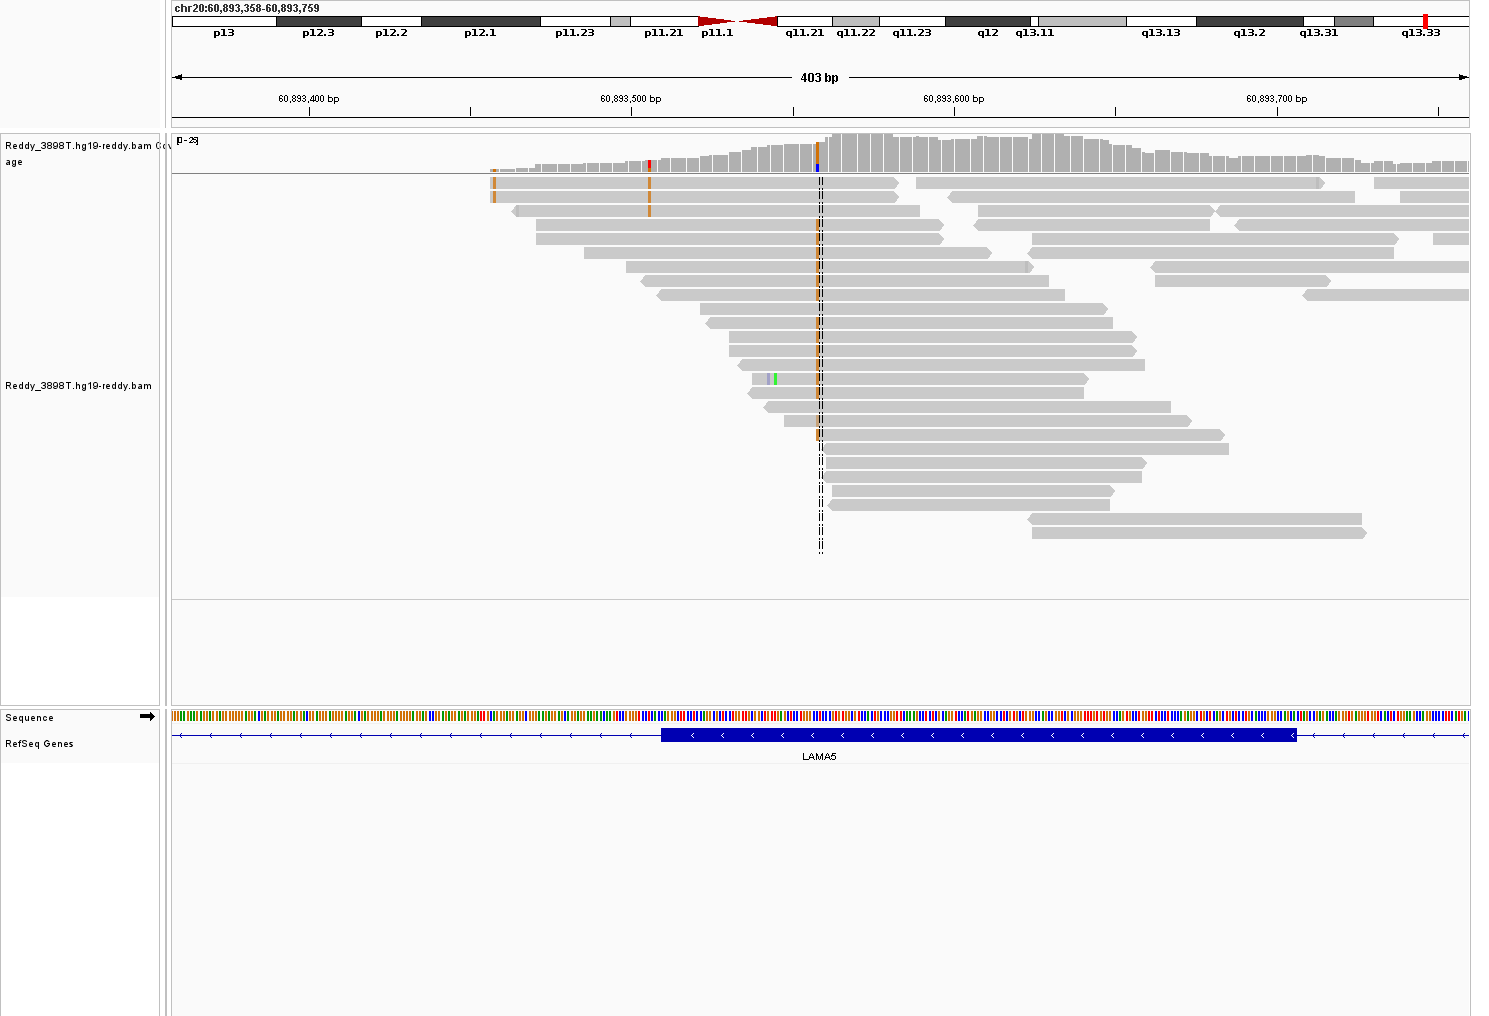 chr20:60,893,358-60,893,759
p13 p12.3 p12.2 p12.1 p11.23 p11.21 p11.1 q11.21 q11.22 q11.23 q12 q13.11 q13.13 q13.2 q13.31 q13.33
403 bp
60,893,400 bp 60,893,500 bp 60,893,600 bp 60,893,700 bp
Reddy_3898T.hg19-reddy.bam Cov
age
Reddy_3898T.hg19-reddy.bam
Sequence
RefSeq Genes
LAMA5